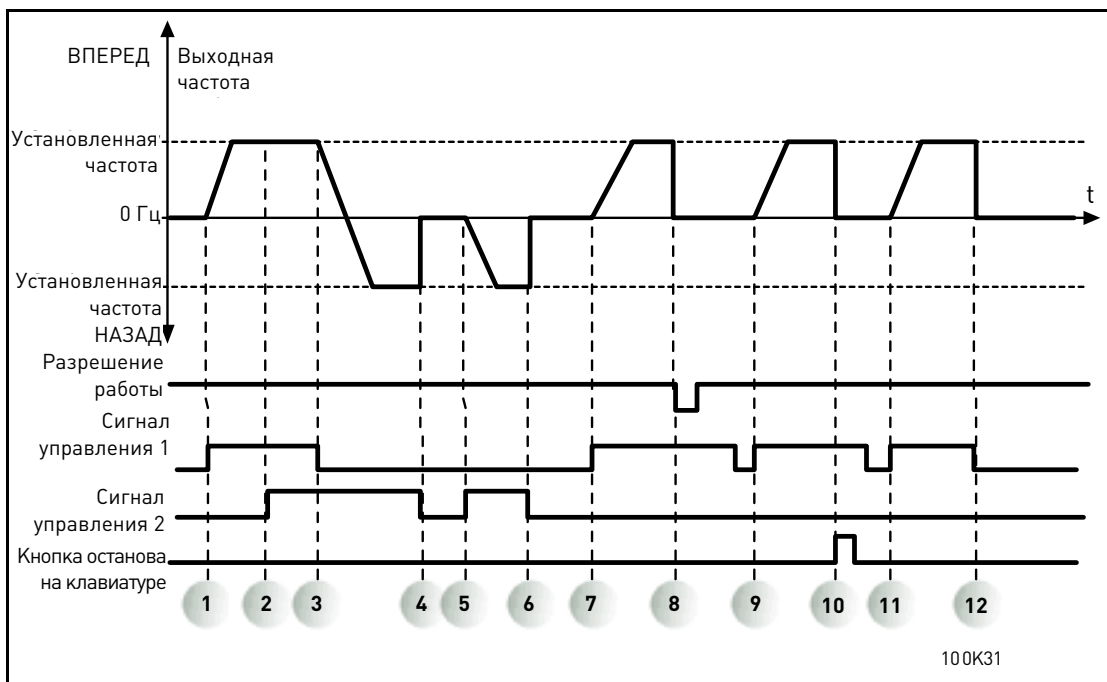 ВПЕРЕД
Выходная
частота
Установленная
частота
0 Гц
t
Установленная
частота
НАЗАД
Разрешение
работы
Сигнал
управления 1
Сигнал
управления 2
Кнопка останова
на клавиатуре
1 2 3 4 5 6 7 8 9 10 11 12
100K31